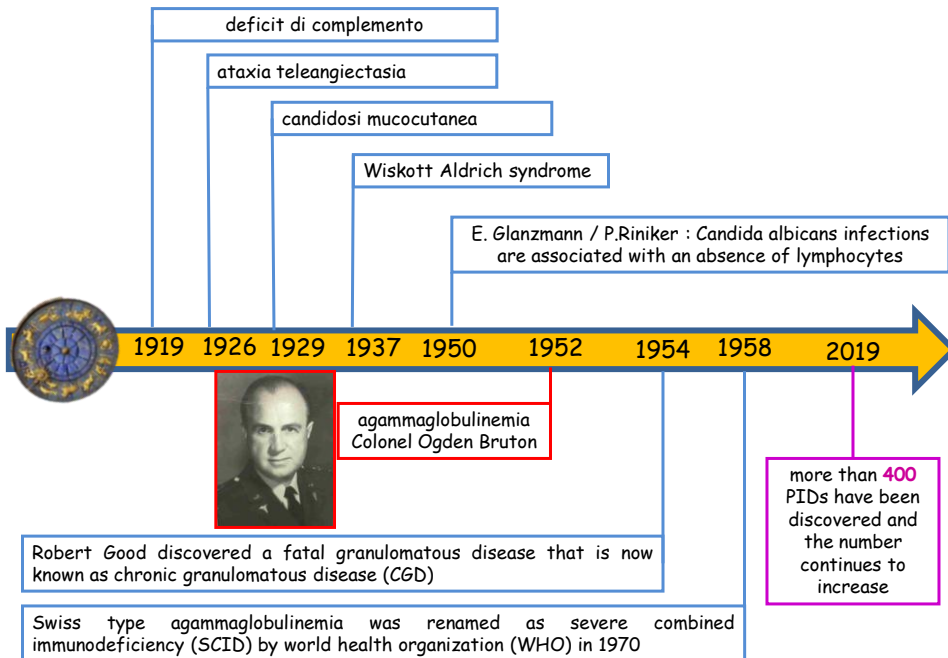 deficit di complemento
ataxia teleangiectasia
candidosi mucocutanea
Wiskott Aldrich syndrome
E. Glanzmann / P.Riniker : Candida albicans infections
are associated with an absence of lymphocytes
1919 1926 1929 1937 1950 1952 1954 1958 2019
agammaglobulinemia
Colonel Ogden Bruton
more than 400
PIDs have been
discovered and
the number
continues to
increase
Robert Good discovered a fatal granulomatous disease that is now
known as chronic granulomatous disease (CGD)
Swiss type agammaglobulinemia was renamed as severe combined
immunodeficiency (SCID) by world health organization (WHO) in 1970